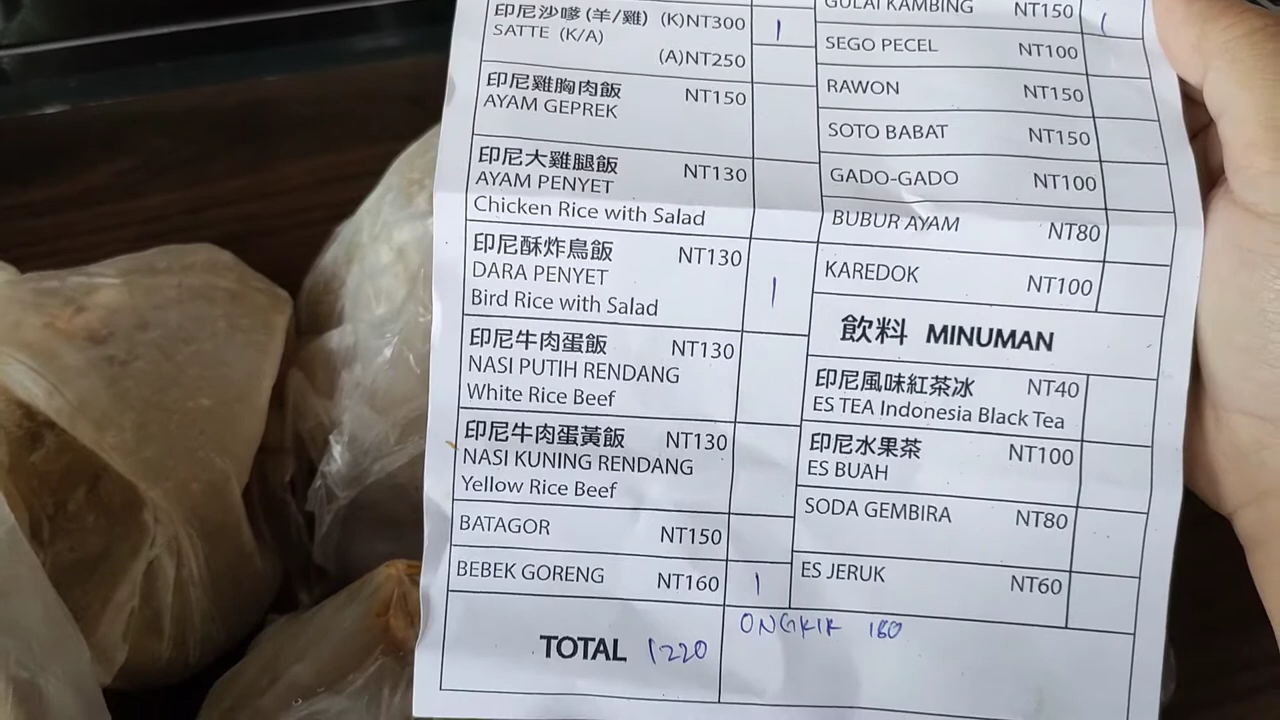 印尼沙嗲 (羊/雞) (K)NT300 1
SATTE (K/A)
(A)NT250
印尼雞胸肉飯 NT150
AYAM GEPREK
印尼大雞腿飯 NT130
AYAM PENYET
Chicken Rice with Salad
印尼酥炸鳥飯 NT130
DARA PENYET 1
Bird Rice with Salad
印尼牛肉蛋飯 NT130
NASI PUTIH RENDANG
White Rice Beef
印尼牛肉蛋黃飯 NT130
NASI KUNING RENDANG
Yellow Rice Beef
BATAGOR NT150
BEBEK GORENG NT160 1
GULAI KAMBING NT150 1
SEGO PECEL NT100
RAWON NT150
SOTO BABAT NT150
GADO-GADO NT100
BUBUR AYAM NT80
KAREDOK NT100
飲料 MINUMAN
印尼風味紅茶冰 NT40
ES TEA Indonesia Black Tea
印尼水果茶 NT100
ES BUAH
SODA GEMBIRA NT80
ES JERUK NT60
TOTAL 1220
ONGKIR 180